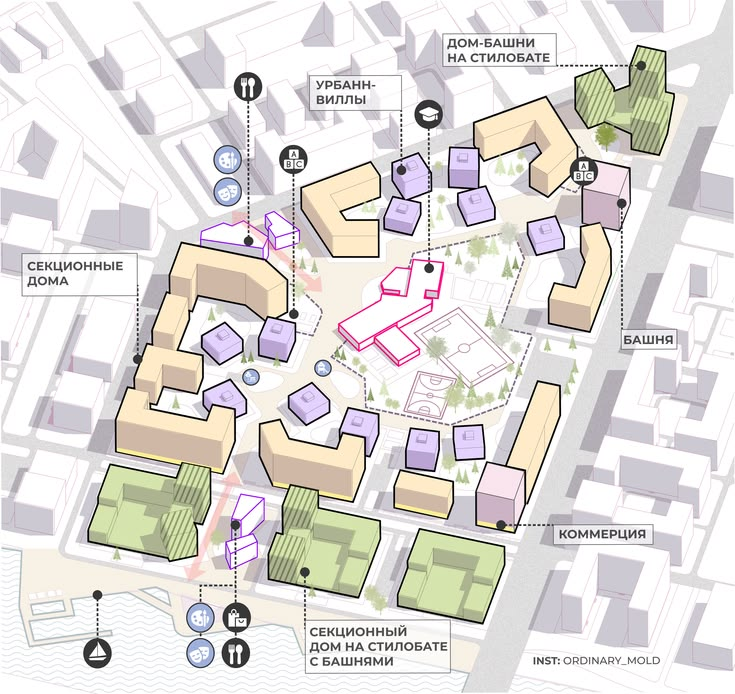 ДОМ-БАШНИ
НА СТИЛОБАТЕ
УРБАНН-
ВИЛЛЫ
A
B C
A
B C
СЕКЦИОННЫЕ
ДОМА
БАШНЯ
КОММЕРЦИЯ
СЕКЦИОННЫЙ
ДОМ НА СТИЛОБАТЕ
С БАШНЯМИ
INST: ORDINARY_MOLD